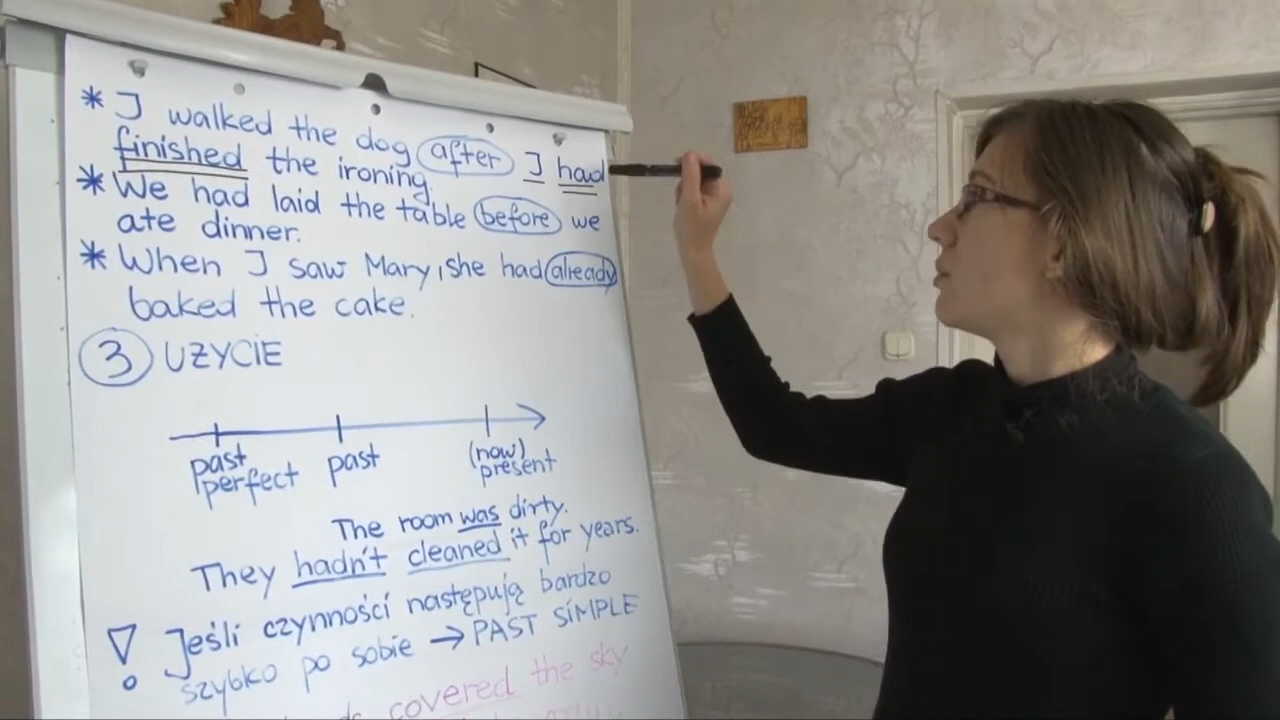 * I walked the dog after I had
finished the ironing.
* We had laid the table before we
ate dinner.
* When I saw Mary, she had already
baked the cake.
3 UŻYCIE
past perfect
past
(now) present
The room was dirty.
They hadn't cleaned it for years.
! Jeśli czynności następują bardzo
szybko po sobie → PAST SIMPLE
covered the sky